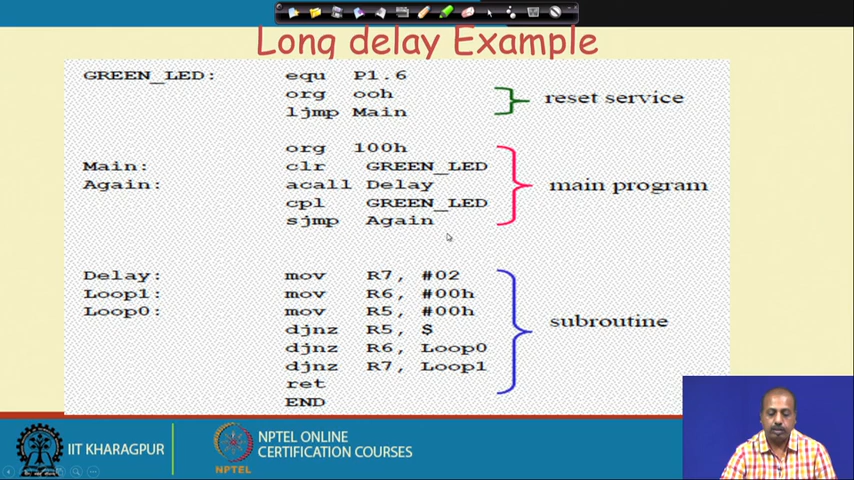 Long delay Example
GREEN_LED: equ P1.6
org ooh
ljmp Main
reset service
org 100h
Main: clr GREEN_LED
Again: acall Delay
cpl GREEN_LED
sjmp Again
main program
Delay: mov R7, #02
Loop1: mov R6, #00h
Loop0: mov R5, #00h
djnz R5, $
djnz R6, Loop0
djnz R7, Loop1
ret
END
subroutine
IIT KHARAGPUR
NPTEL
NPTEL ONLINE
CERTIFICATION COURSES